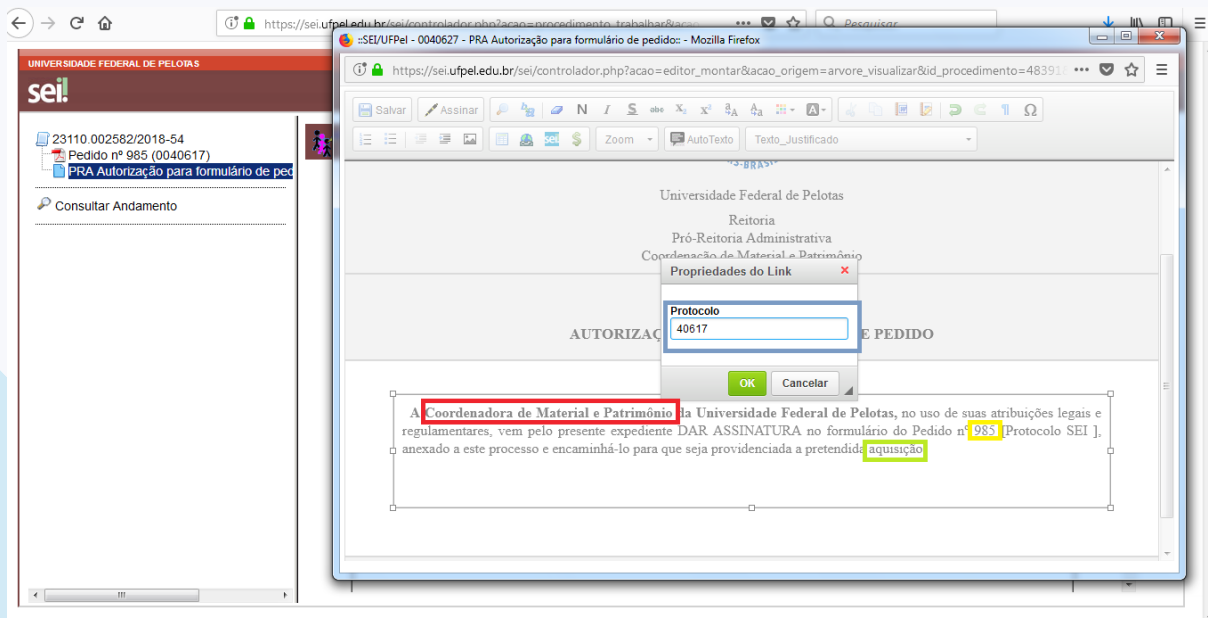 https://sei.ufpel.edu.br/sei/controlador.php?acao=procedimento_trabalhar&acao
Pesquisar
UNIVERSIDADE FEDERAL DE PELOTAS
sei!
23110.002582/2018-54
Pedido nº 985 (0040617)
PRA Autorização para formulário de ped
Consultar Andamento
::SEI/UFPel - 0040627 - PRA Autorização para formulário de pedido:: - Mozilla Firefox
https://sei.ufpel.edu.br/sei/controlador.php?acao=editor_montar&acao_origem=arvore_visualizar&id_procedimento=48391
Salvar Assinar N I S abc X₂ X²
sei $ Zoom AutoTexto Texto_Justificado
Universidade Federal de Pelotas
Reitoria
Pró-Reitoria Administrativa
Coordenação de Material e Patrimônio
Propriedades do Link
Protocolo
40617
AUTORIZAÇ E PEDIDO
OK Cancelar
A Coordenadora de Material e Patrimônio da Universidade Federal de Pelotas, no uso de suas atribuições legais e
regulamentares, vem pelo presente expediente DAR ASSINATURA no formulário do Pedido nº 985 [Protocolo SEI ],
anexado a este processo e encaminhá-lo para que seja providenciada a pretendida aquisição